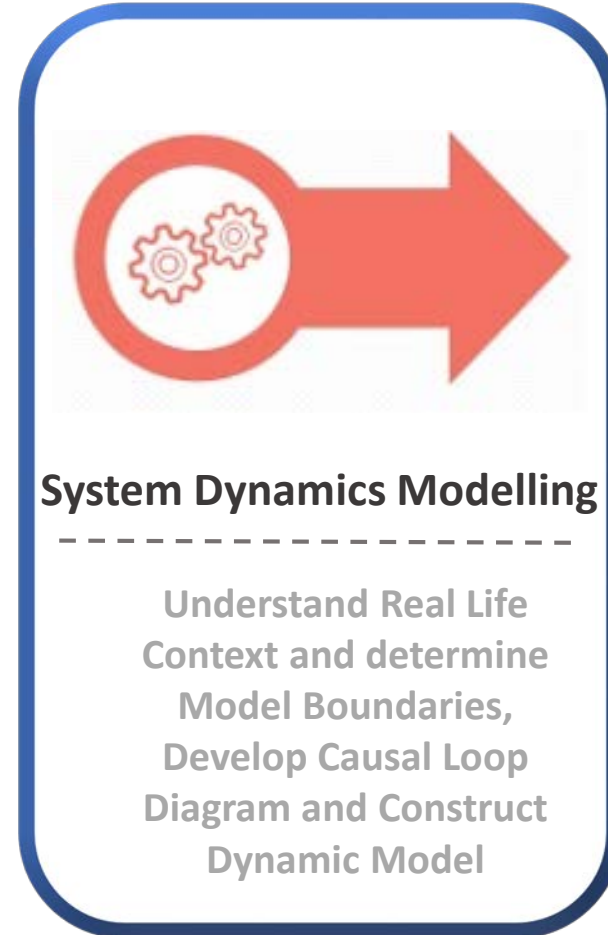 System Dynamics Modelling
Understand Real Life
Context and determine
Model Boundaries,
Develop Causal Loop
Diagram and Construct
Dynamic Model